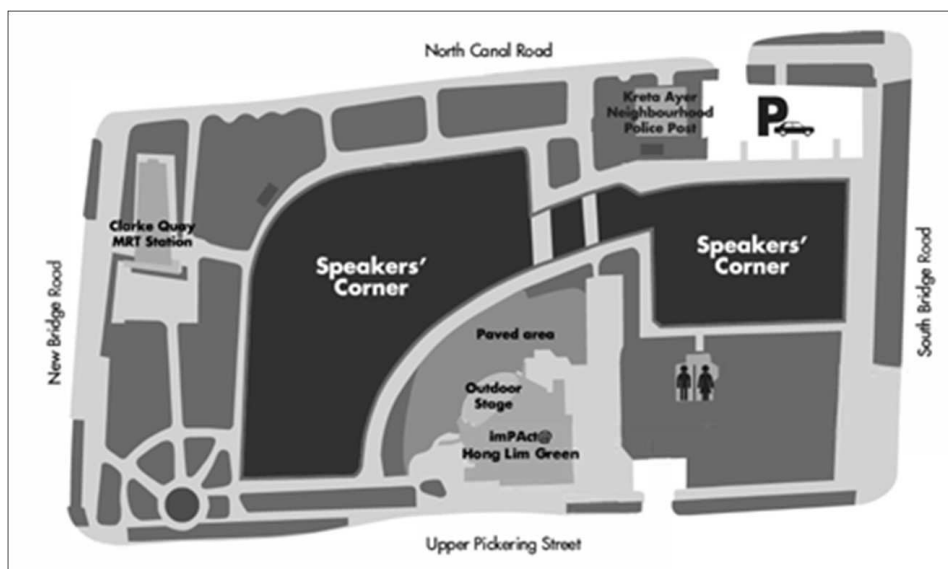 North Canal Road
Kreta Ayer
Neighbourhood
Police Post
P
Clarke Quay
MRT Station
Speakers'
Corner
Speakers'
Corner
New Bridge Road
South Bridge Road
Paved area
Outdoor
Stage
imPAct@
Hong Lim Green
Upper Pickering Street